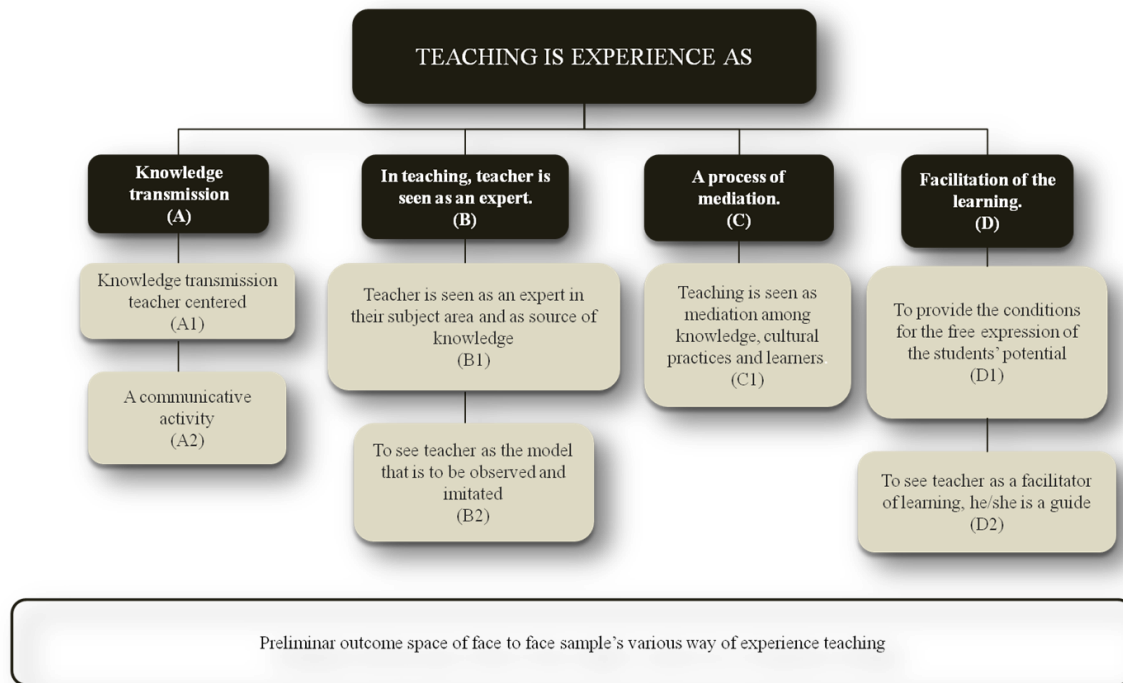 TEACHING IS EXPERIENCE AS
Knowledge
transmission
(A)
In teaching, teacher is
seen as an expert.
(B)
A process of
mediation.
(C)
Facilitation of the
learning.
(D)
Knowledge transmission
teacher centered
(A1)
Teacher is seen as an expert in
their subject area and as source of
knowledge
(B1)
Teaching is seen as
mediation among
knowledge, cultural
practices and learners.
(C1)
To provide the conditions
for the free expression of
the students’ potential
(D1)
A communicative
activity
(A2)
To see teacher as the model
that is to be observed and
imitated
(B2)
To see teacher as a facilitator
of learning, he/she is a guide
(D2)
Preliminar outcome space of face to face sample’s various way of experience teaching